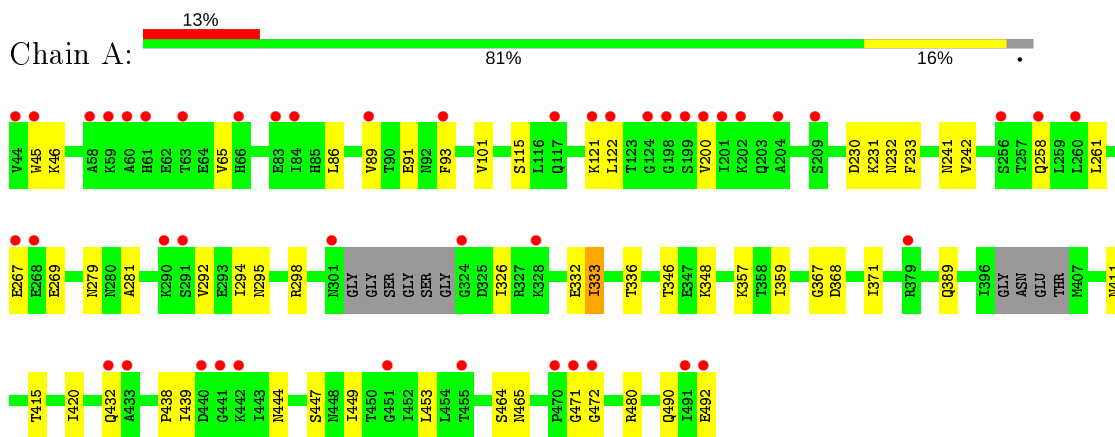 13%
Chain A:
81%
16%
•
V44 W45 K46 A58 K59 A60 H61 E62 T63 E64 V65 H66 E83 I84 H85 L86 V89 T90 E91 N92 F93 V101 S115 L116 Q117 K121 L122 T123 G124 G198 S199 V200 I201 K202 Q203 A204 S209 D230 K231 N232 F233 N241 V242 S256 T257 Q258 L259 L260 L261
E267 E268 E269 N279 N280 A281 K290 S291 V292 E293 I294 N295 R298 N301 GLY GLY SER GLY SER GLY G324 D325 I326 R327 K328 E332 I333 T336 T346 E347 K348 K357 T358 I359 G367 D368 I371 R379 Q389 I396 GLY ASN GLU THR M407 N411
T415 I420 Q432 A433 P438 I439 D440 G441 K442 I443 N444 S447 N448 I449 T450 G451 I452 L453 L454 T455 S464 N465 P470 G471 G472 R480 Q490 I491 E492